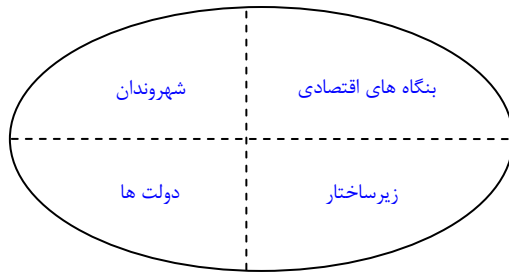 بنگاه های اقتصادی
شهروندان
زیرساختار
دولت ها